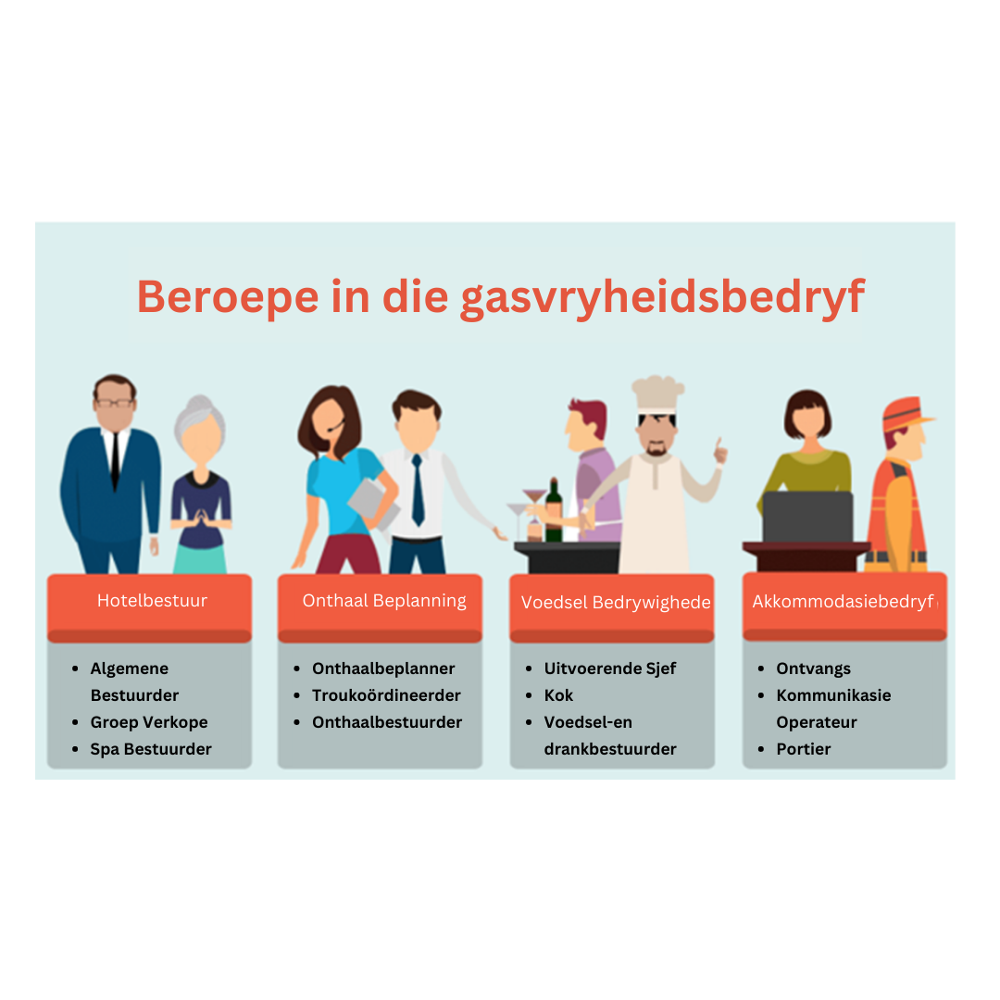 Beroepe in die gasvryheidsbedryf
Hotelbestuur
Algemene
Bestuurder
Groep Verkope
Spa Bestuurder
Onthaal Beplanning
Onthaalbeplanner
Troukoördineerder
Onthaalbestuurder
Voedsel Bedrywighede
Uitvoerende Sjef
Kok
Voedsel-en
drankbestuurder
Akkommodasiebedryf
Ontvangs
Kommunikasie
Operateur
Portier